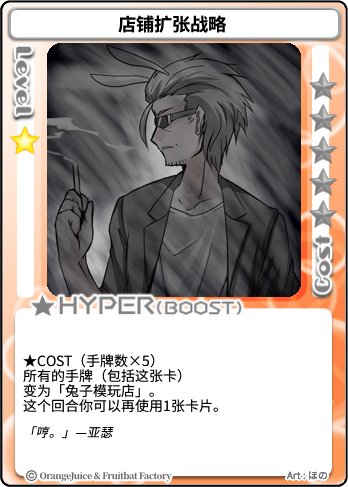 店铺扩张战略
Level
Cost
★HYPER(BOOST)
★COST（手牌数×5）
所有的手牌（包括这张卡）
变为「兔子模玩店」。
这个回合你可以再使用1张卡片。
「哼。」—亚瑟
© OrangeJuice & Fruitbat Factory
Art: ほの